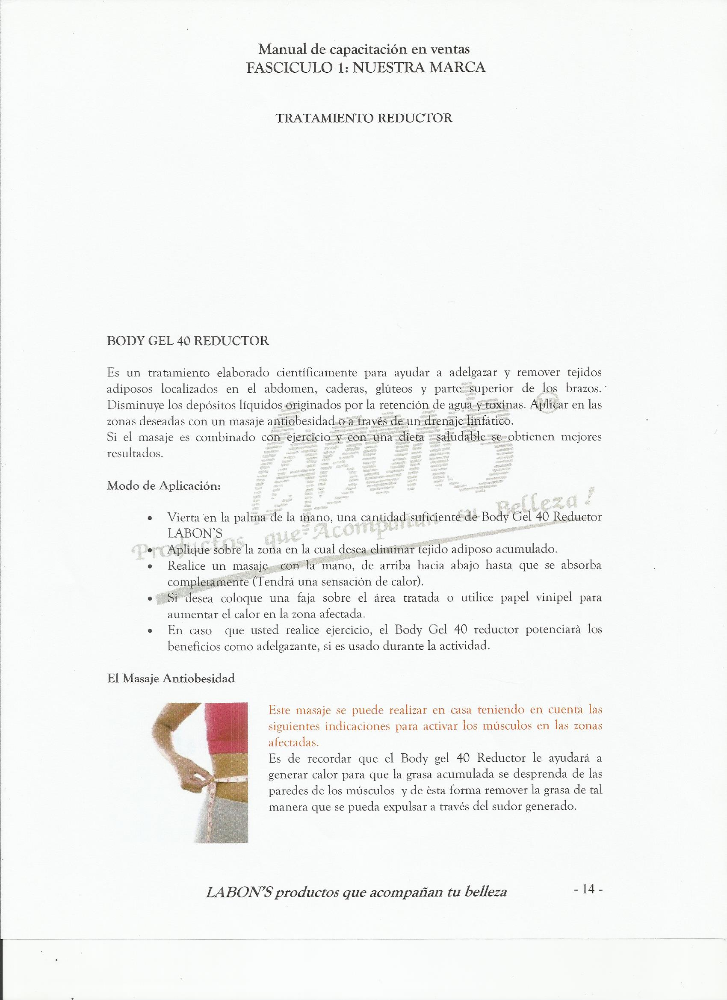 Manual de capacitación en ventas
FASCICULO 1: NUESTRA MARCA
TRATAMIENTO REDUCTOR
BODY GEL 40 REDUCTOR
Es un tratamiento elaborado científicamente para ayudar a adelgazar y remover tejidos
adiposos localizados en el abdomen, caderas, glúteos y parte superior de los brazos.
Disminuye los depósitos líquidos originados por la retención de agua y toxinas. Aplicar en las
zonas deseadas con un masaje antiobesidad o a través de un drenaje linfático.
Si el masaje es combinado con ejercicio y con una dieta saludable se obtienen mejores
resultados.
LABON'S
MR
Productos que Acompañan su Belleza!
Modo de Aplicación:
• Vierta en la palma de la mano, una cantidad suficiente de Body Gel 40 Reductor
LABON'S
• Aplique sobre la zona en la cual desea eliminar tejido adiposo acumulado.
• Realice un masaje con la mano, de arriba hacia abajo hasta que se absorba
completamente (Tendrá una sensación de calor).
• Si desea coloque una faja sobre el área tratada o utilice papel vinipel para
aumentar el calor en la zona afectada.
• En caso que usted realice ejercicio, el Body Gel 40 reductor potenciarà los
beneficios como adelgazante, si es usado durante la actividad.
El Masaje Antiobesidad
Este masaje se puede realizar en casa teniendo en cuenta las
siguientes indicaciones para activar los músculos en las zonas
afectadas.
Es de recordar que el Body gel 40 Reductor le ayudará a
generar calor para que la grasa acumulada se desprenda de las
paredes de los músculos y de èsta forma remover la grasa de tal
manera que se pueda expulsar a través del sudor generado.
LABON'S productos que acompañan tu belleza
- 14 -